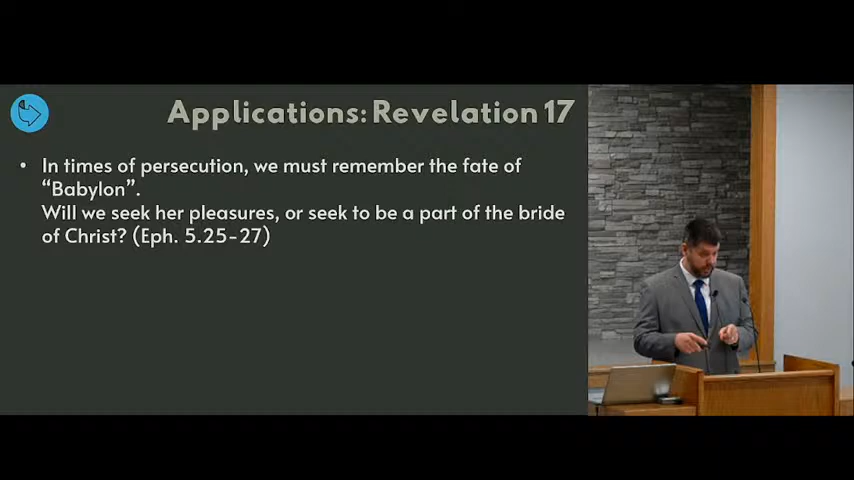 Applications: Revelation 17
• In times of persecution, we must remember the fate of
“Babylon”.
Will we seek her pleasures, or seek to be a part of the bride
of Christ? (Eph. 5.25-27)